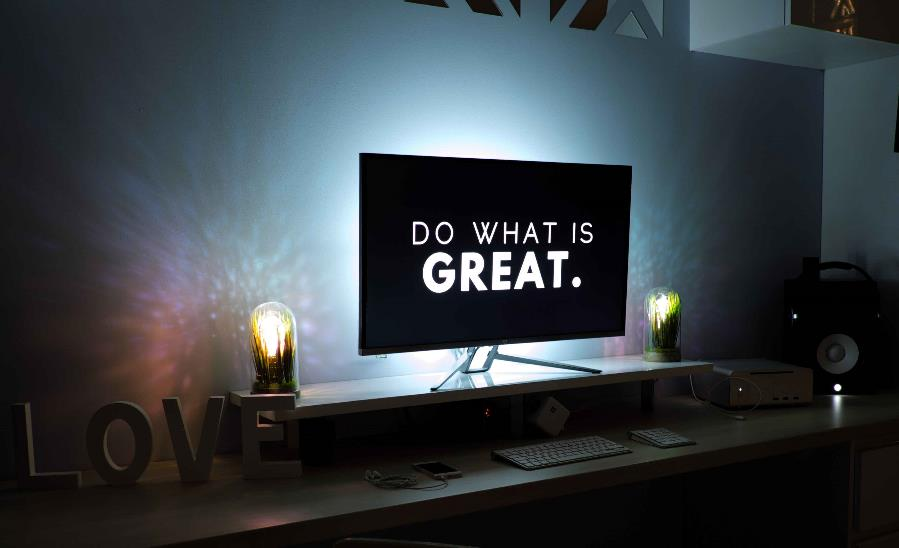 DO WHAT IS
GREAT.
LOVE